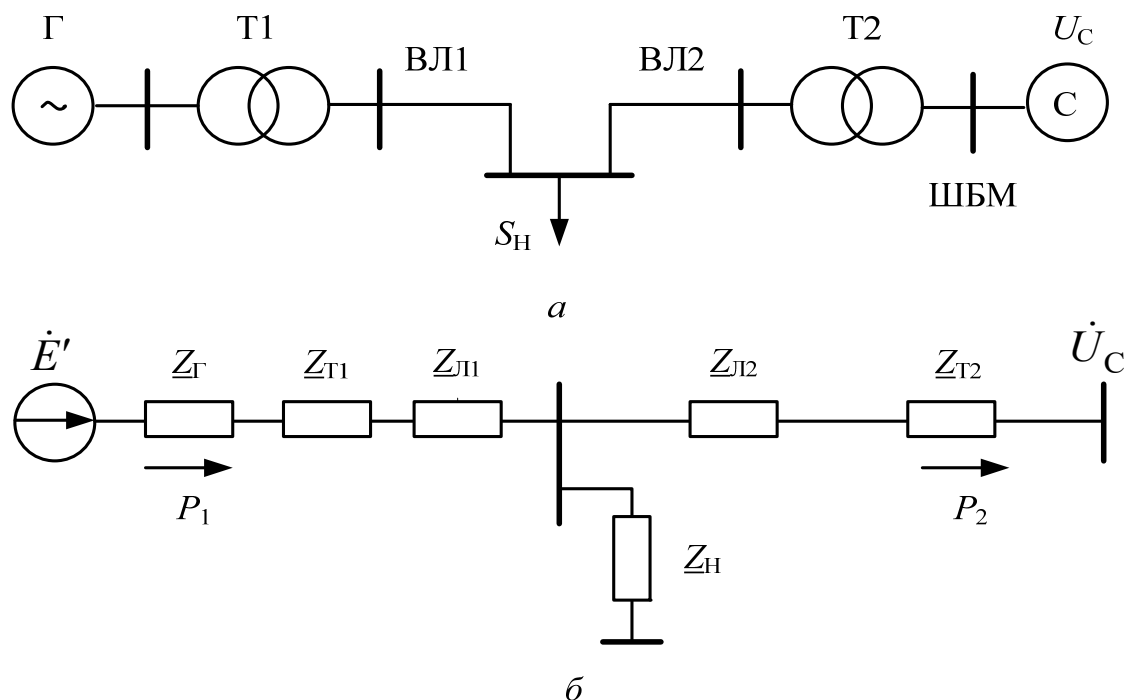 Г Т1 ВЛ1 ВЛ2 Т2 U_С
~ С
ШБМ
S_Н
а
Ė′ Z_Г Z_Т1 Z_Л1 Z_Л2 Z_Т2 U̇_С
P_1 P_2
Z_Н
б